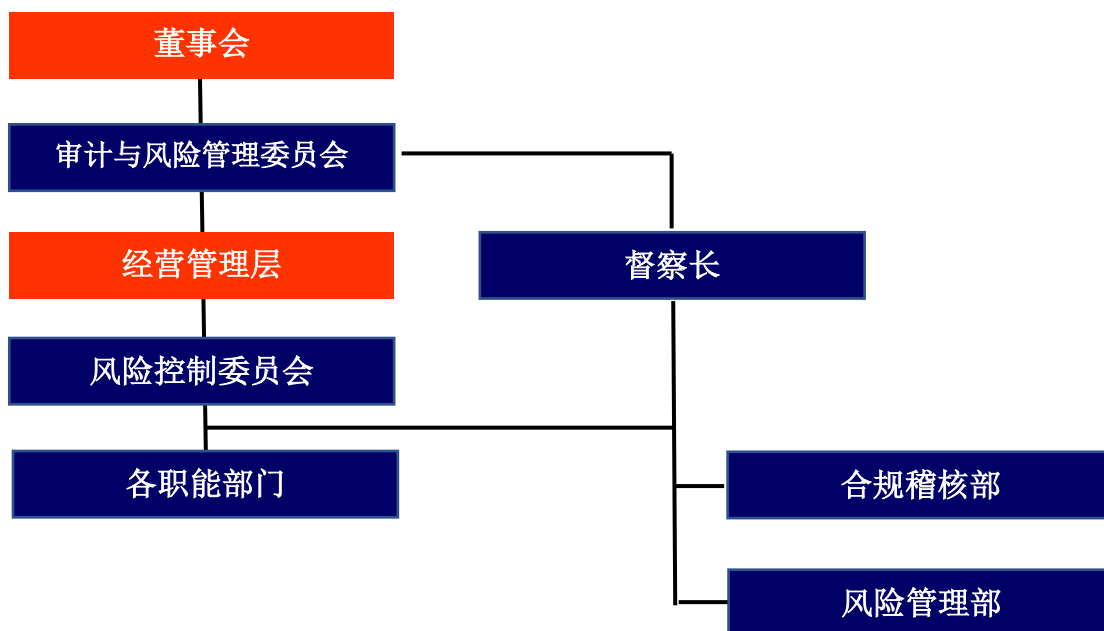 董事会
审计与风险管理委员会
经营管理层
督察长
风险控制委员会
各职能部门
合规稽核部
风险管理部